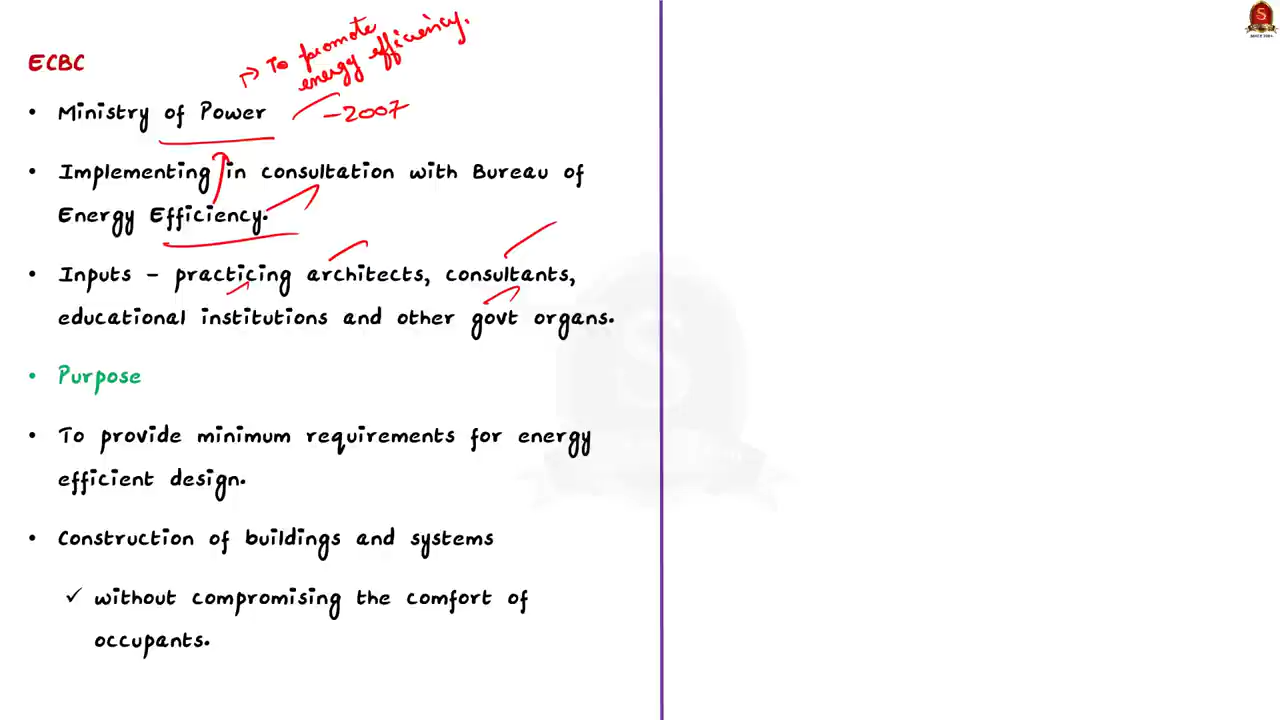 ECBC
→ To promote
energy efficiency.
• Ministry of Power
- 2007
• Implementing in consultation with Bureau of
Energy Efficiency.
• Inputs – practicing architects, consultants,
educational institutions and other govt organs.
• Purpose
• To provide minimum requirements for energy
efficient design.
• Construction of buildings and systems
✓ without compromising the comfort of
occupants.
S